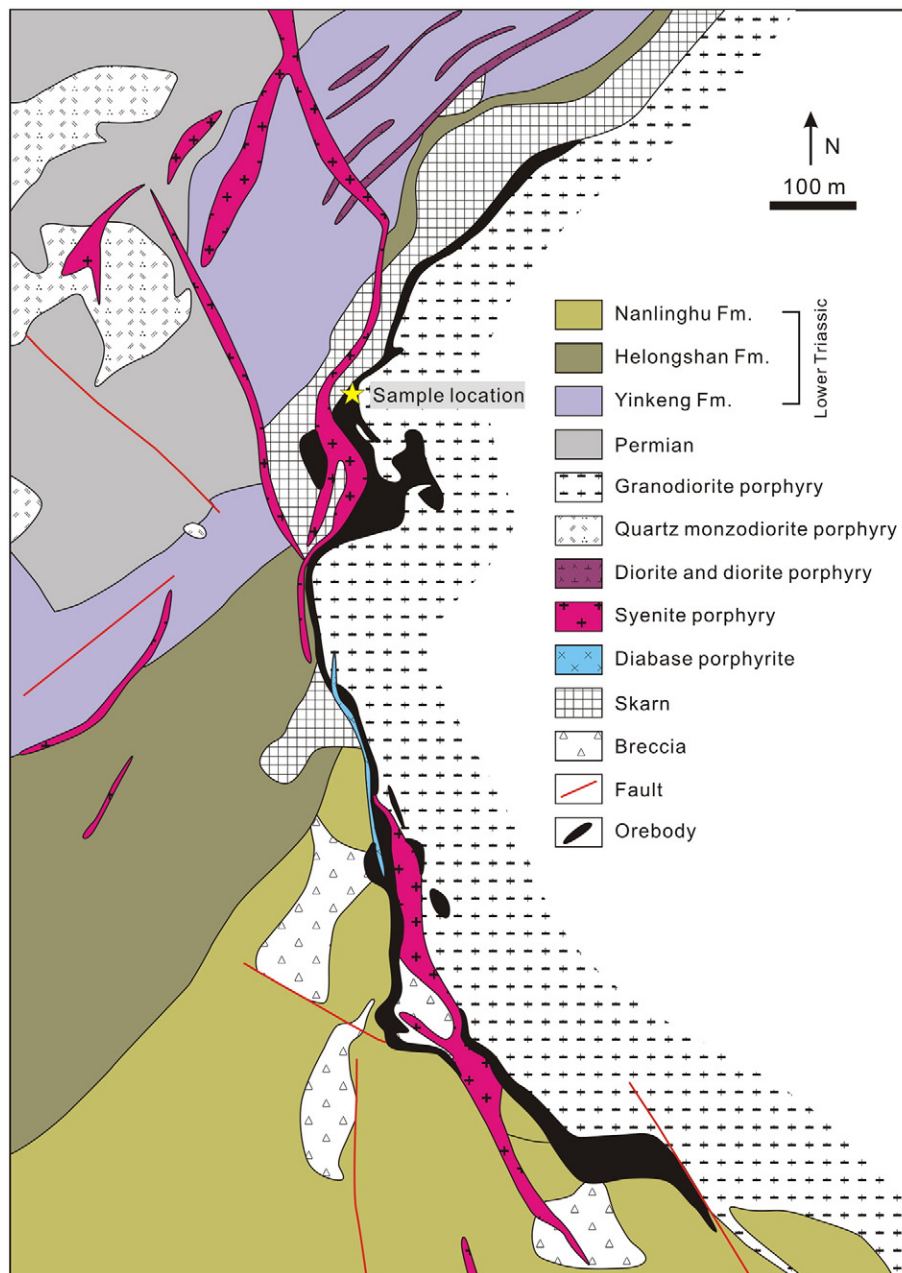 N
100 m
Sample location
Nanlinghu Fm.
Helongshan Fm.
Yinkeng Fm.
Lower Triassic
Permian
Granodiorite porphyry
Quartz monzodiorite porphyry
Diorite and diorite porphyry
Syenite porphyry
Diabase porphyrite
Skarn
Breccia
Fault
Orebody